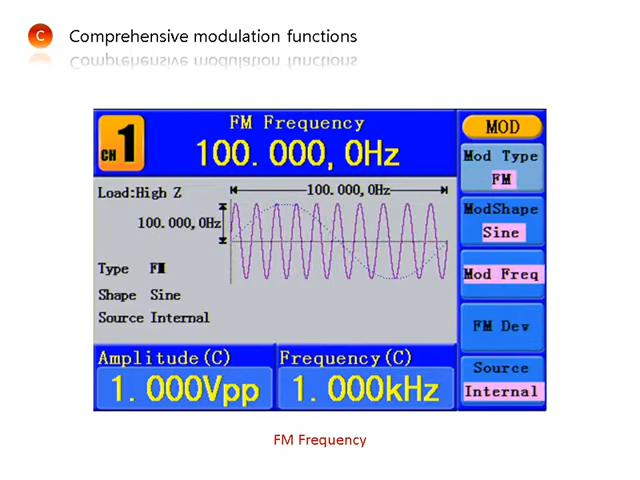 C Comprehensive modulation functions
CH 1
FM Frequency
100.000,0Hz
Load:High Z
100.000,0Hz
100.000,0Hz
Type FM
Shape Sine
Source Internal
Amplitude(C)
1.000Vpp
Frequency(C)
1.000kHz
MOD
Mod Type
FM
ModShape
Sine
Mod Freq
FM Dev
Source
Internal
FM Frequency